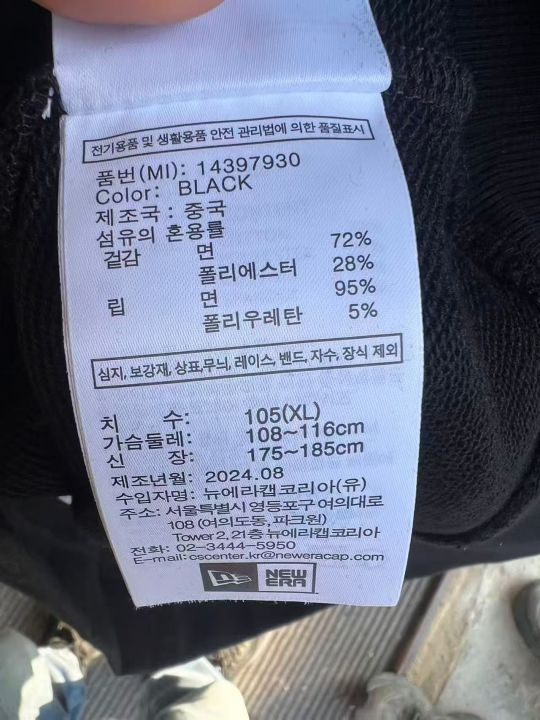 전기용품 및 생활용품 안전 관리법에 의한 품질표시
품번(MI): 14397930
Color: BLACK
제조국 : 중국
섬유의 혼용률
겉감 면 72%
폴리에스터 28%
립 면 95%
폴리우레탄 5%
심지, 보강재, 상표,무늬, 레이스, 밴드, 자수, 장식 제외
치 수: 105(XL)
가슴둘레: 108~116cm
신 장: 175~185cm
제조년월: 2024.08
수입자명: 뉴에라캡코리아(유)
주소: 서울특별시 영등포구 여의대로
108 (여의도동, 파크원)
Tower 2, 21층 뉴에라캡코리아
전화: 02-3444-5950
E-mail:cscenter.kr@neweracap.com
NEW
ERA